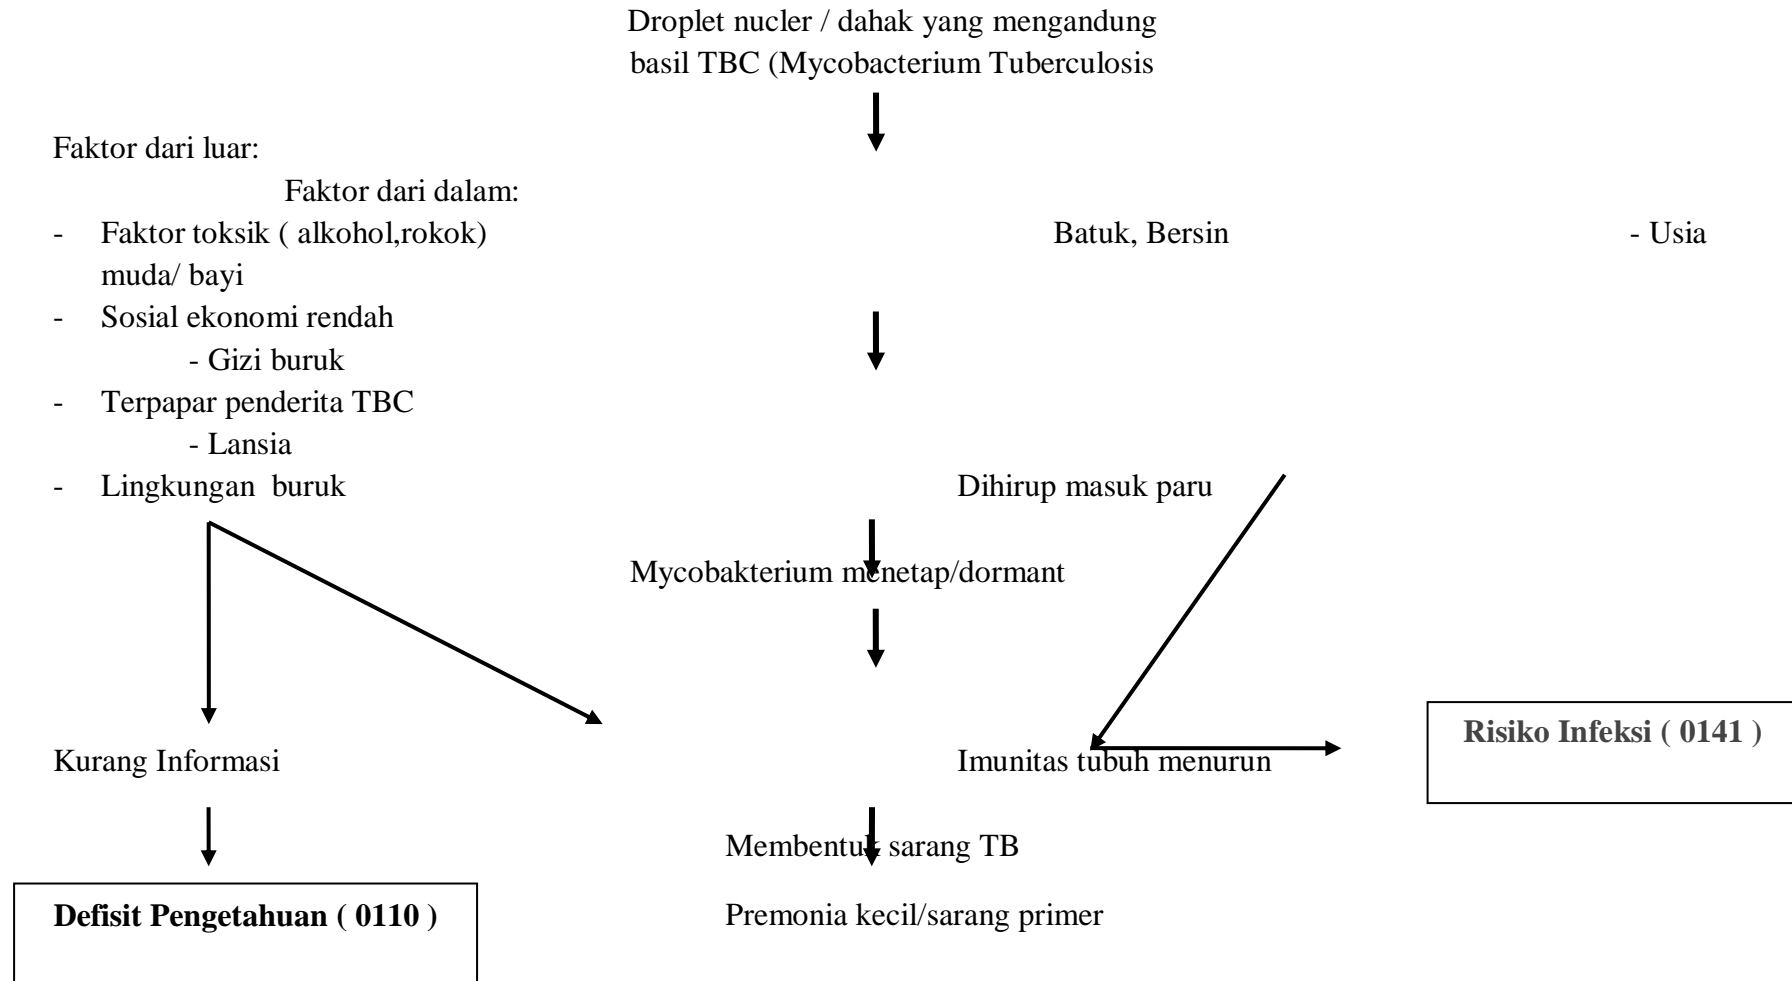 Droplet nucler / dahak yang mengandung
basil TBC (Mycobacterium Tuberculosis
Faktor dari luar:
Faktor dari dalam:
- Faktor toksik ( alkohol,rokok) Batuk, Bersin - Usia
muda/ bayi
- Sosial ekonomi rendah
- Gizi buruk
- Terpapar penderita TBC
- Lansia
- Lingkungan buruk Dihirup masuk paru
Mycobakterium menetap/dormant
Risiko Infeksi ( 0141 )
Kurang Informasi Imunitas tubuh menurun
Membentuk sarang TB
Defisit Pengetahuan ( 0110 ) Premonia kecil/sarang primer